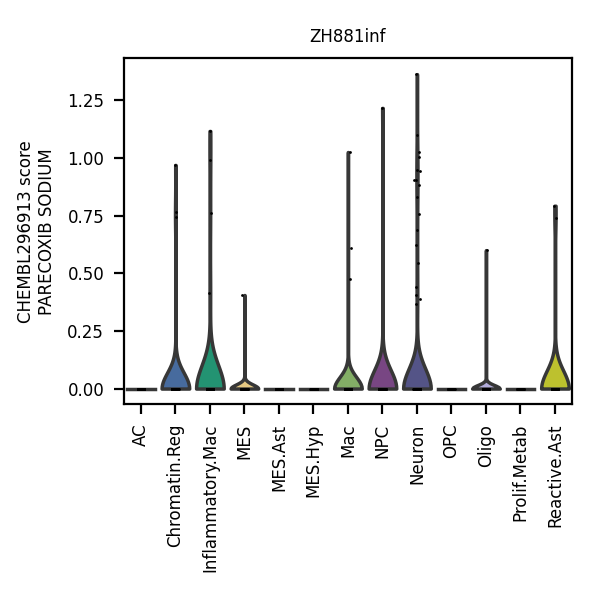 ZH881inf
CHEMBL296913 score
PARECOXIB SODIUM
1.25
1.00
0.75
0.50
0.25
0.00
AC
Chromatin.Reg
Inflammatory.Mac
MES
MES.Ast
MES.Hyp
Mac
NPC
Neuron
OPC
Oligo
Prolif.Metab
Reactive.Ast